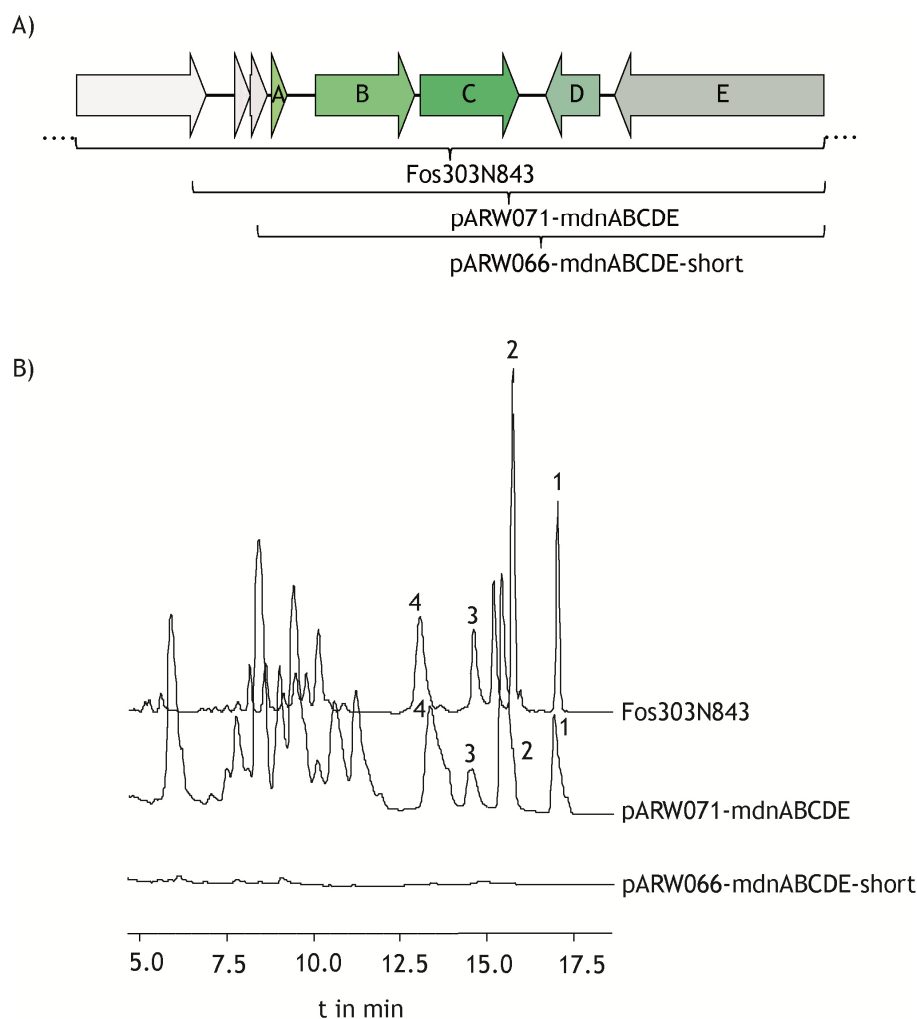 A)
A B C D E
Fos303N843
pARW071-mdnABCDE
pARW066-mdnABCDE-short
B)
2
1
4
3
Fos303N843
4
3
2
1
pARW071-mdnABCDE
pARW066-mdnABCDE-short
5.0 7.5 10.0 12.5 15.0 17.5
t in min